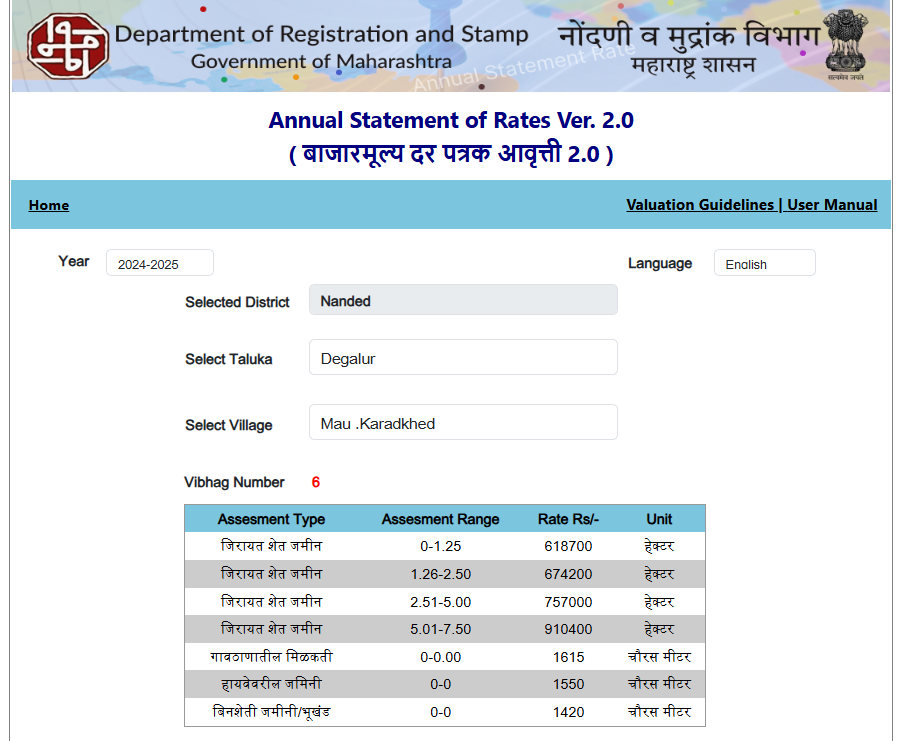 Department of Registration and Stamp
Government of Maharashtra
नोंदणी व मुद्रांक विभाग
महाराष्ट्र शासन
सत्यमेव जयते
Annual Statement Rate
Annual Statement of Rates Ver. 2.0
( बाजारमूल्य दर पत्रक आवृत्ती 2.0 )
Home Valuation Guidelines | User Manual
Year 2024-2025 Language English
Selected District Nanded
Select Taluka Degalur
Select Village Mau .Karadkhed
Vibhag Number 6
Assesment Type Assesment Range Rate Rs/- Unit
जिरायत शेत जमीन 0-1.25 618700 हेक्टर
जिरायत शेत जमीन 1.26-2.50 674200 हेक्टर
जिरायत शेत जमीन 2.51-5.00 757000 हेक्टर
जिरायत शेत जमीन 5.01-7.50 910400 हेक्टर
गावठाणातील मिळकती 0-0.00 1615 चौरस मीटर
हायवेवरील जमिनी 0-0 1550 चौरस मीटर
बिनशेती जमीनी/भूखंड 0-0 1420 चौरस मीटर